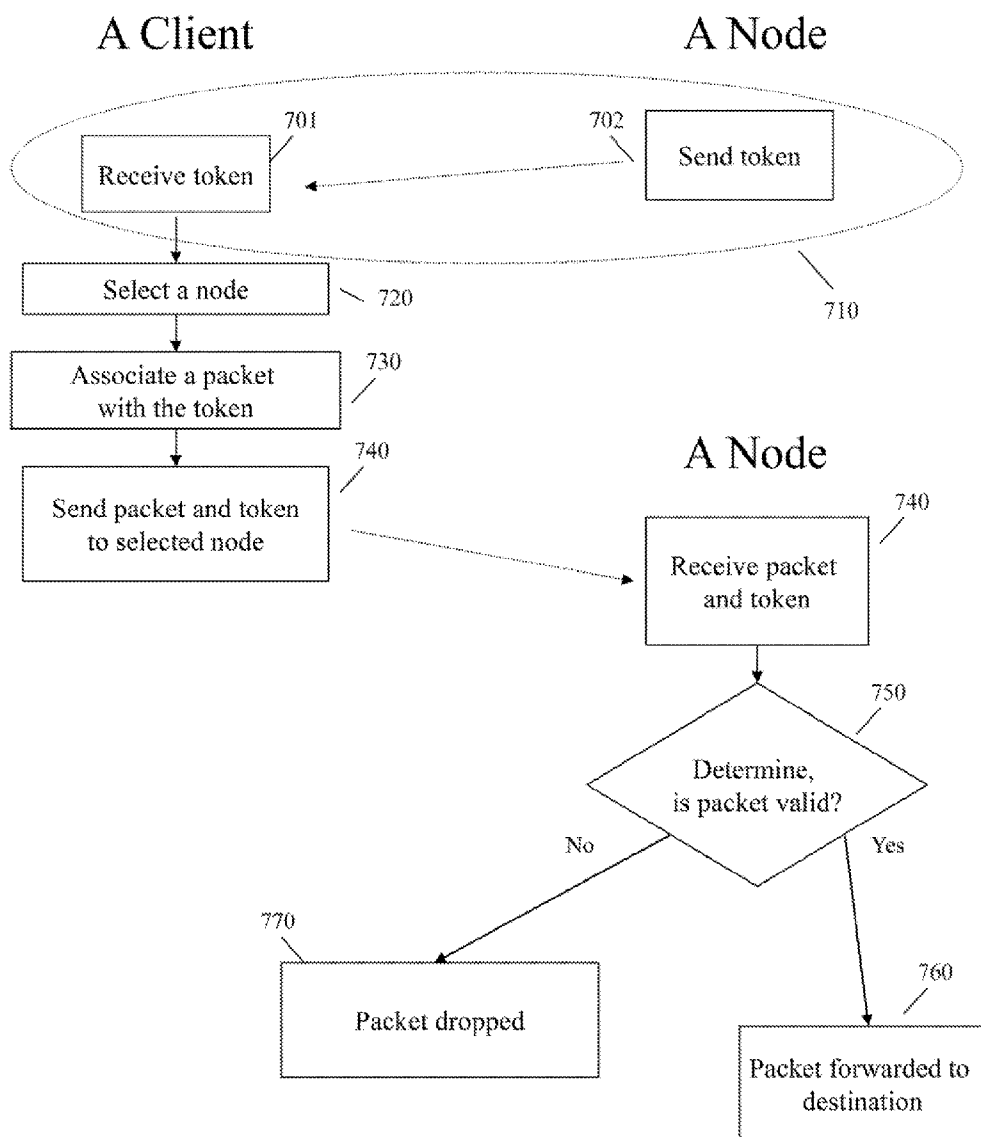 A Client
A Node
701
702
Receive token
Send token
Select a node
720
710
Associate a packet
with the token
730
740
Send packet and token
to selected node
A Node
740
Receive packet
and token
750
Determine,
is packet valid?
No
Yes
770
Packet dropped
760
Packet forwarded to
destination